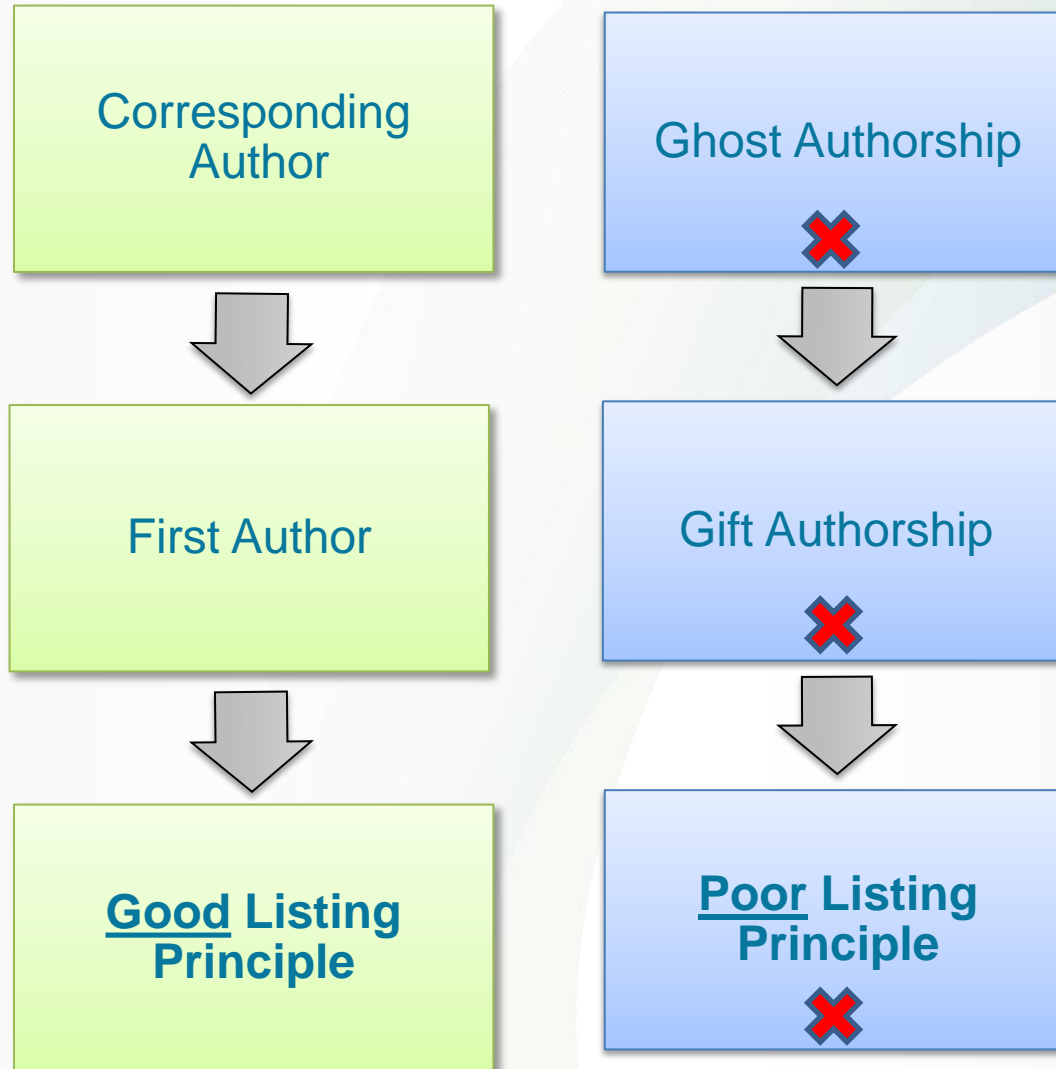 Corresponding
Author
First Author
Good Listing
Principle
Ghost Authorship
Gift Authorship
Poor Listing
Principle